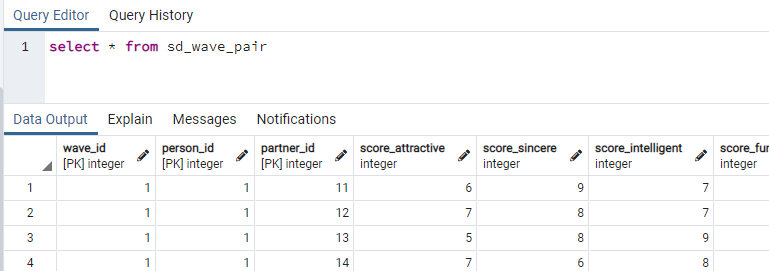 Query Editor Query History
1 select * from sd_wave_pair
Data Output Explain Messages Notifications
wave_id person_id partner_id score_attractive score_sincere score_intelligent score_fun
[PK] integer [PK] integer [PK] integer integer integer integer integer
1 1 1 11 6 9 7
2 1 1 12 7 8 7
3 1 1 13 5 8 9
4 1 1 14 7 6 8